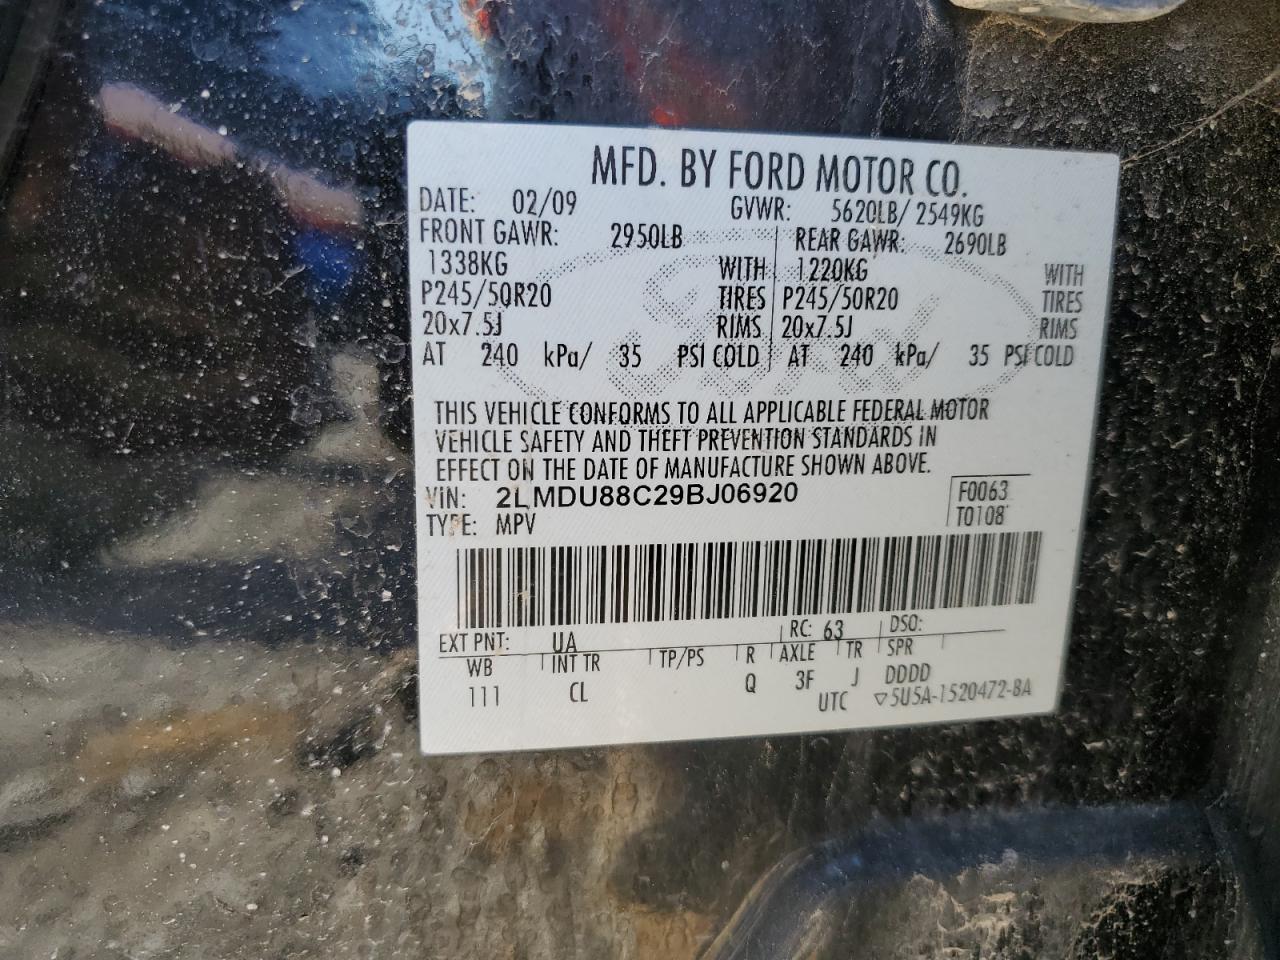 MFD. BY FORD MOTOR CO.
DATE: 02/09 GVWR: 5620LB/ 2549KG
FRONT GAWR: 2950LB REAR GAWR: 2690LB
1338KG WITH 1220KG WITH
P245/50R20 TIRES P245/50R20 TIRES
20x7.5J RIMS 20x7.5J RIMS
AT 240 kPa/ 35 PSI COLD AT 240 kPa/ 35 PSI COLD
THIS VEHICLE CONFORMS TO ALL APPLICABLE FEDERAL MOTOR
VEHICLE SAFETY AND THEFT PREVENTION STANDARDS IN
EFFECT ON THE DATE OF MANUFACTURE SHOWN ABOVE.
VIN: 2LMDU88C29BJ06920 F0063
TYPE: MPV T0108
EXT PNT: UA RC: 63 DSO:
WB INT TR TP/PS R AXLE TR SPR
111 CL Q 3F J DDDD
UTC ▽5U5A-1520472-BA